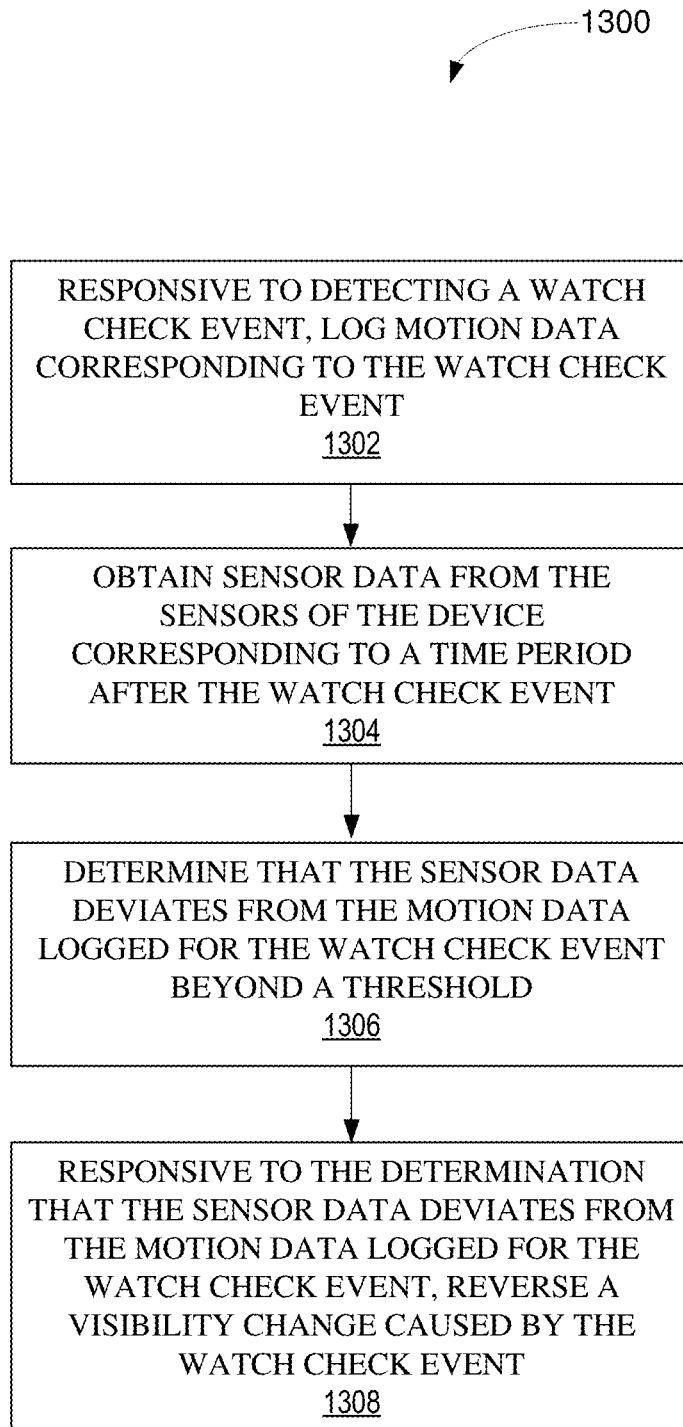 1300
RESPONSIVE TO DETECTING A WATCH
CHECK EVENT, LOG MOTION DATA
CORRESPONDING TO THE WATCH CHECK
EVENT
1302
OBTAIN SENSOR DATA FROM THE
SENSORS OF THE DEVICE
CORRESPONDING TO A TIME PERIOD
AFTER THE WATCH CHECK EVENT
1304
DETERMINE THAT THE SENSOR DATA
DEVIATES FROM THE MOTION DATA
LOGGED FOR THE WATCH CHECK EVENT
BEYOND A THRESHOLD
1306
RESPONSIVE TO THE DETERMINATION
THAT THE SENSOR DATA DEVIATES FROM
THE MOTION DATA LOGGED FOR THE
WATCH CHECK EVENT, REVERSE A
VISIBILITY CHANGE CAUSED BY THE
WATCH CHECK EVENT
1308